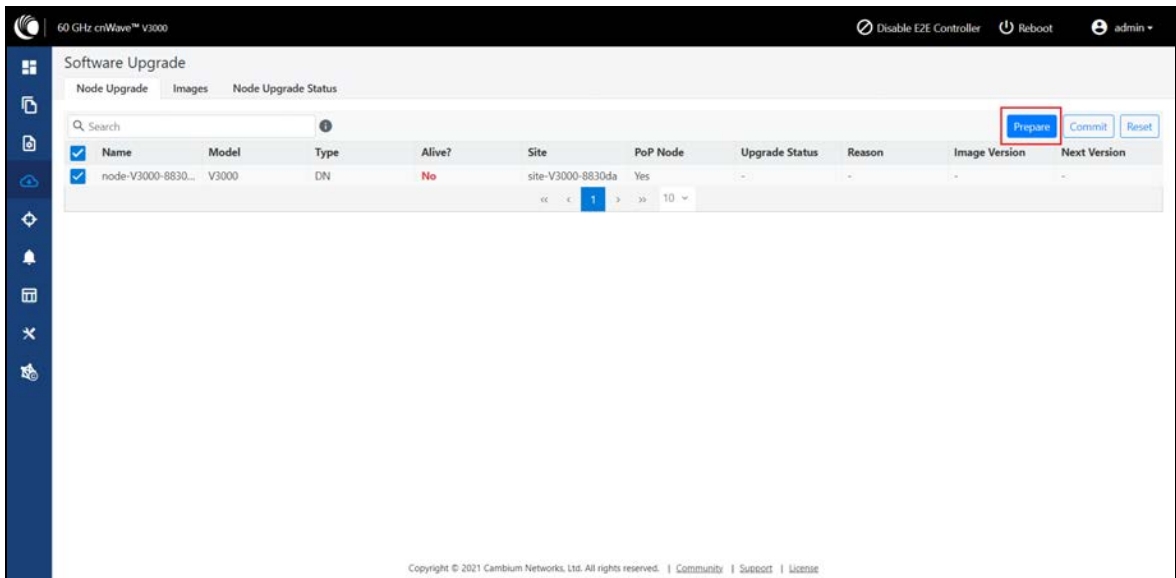 60 GHz cnWave™ V3000 Disable E2E Controller Reboot admin
Software Upgrade
Node Upgrade Images Node Upgrade Status
Search Prepare Commit Reset
Name Model Type Alive? Site PoP Node Upgrade Status Reason Image Version Next Version
node-V3000-8830... V3000 DN No site-V3000-8830da Yes - - - -
« ‹ 1 › » 10
Copyright © 2021 Cambium Networks, Ltd. All rights reserved. | Community | Support | License